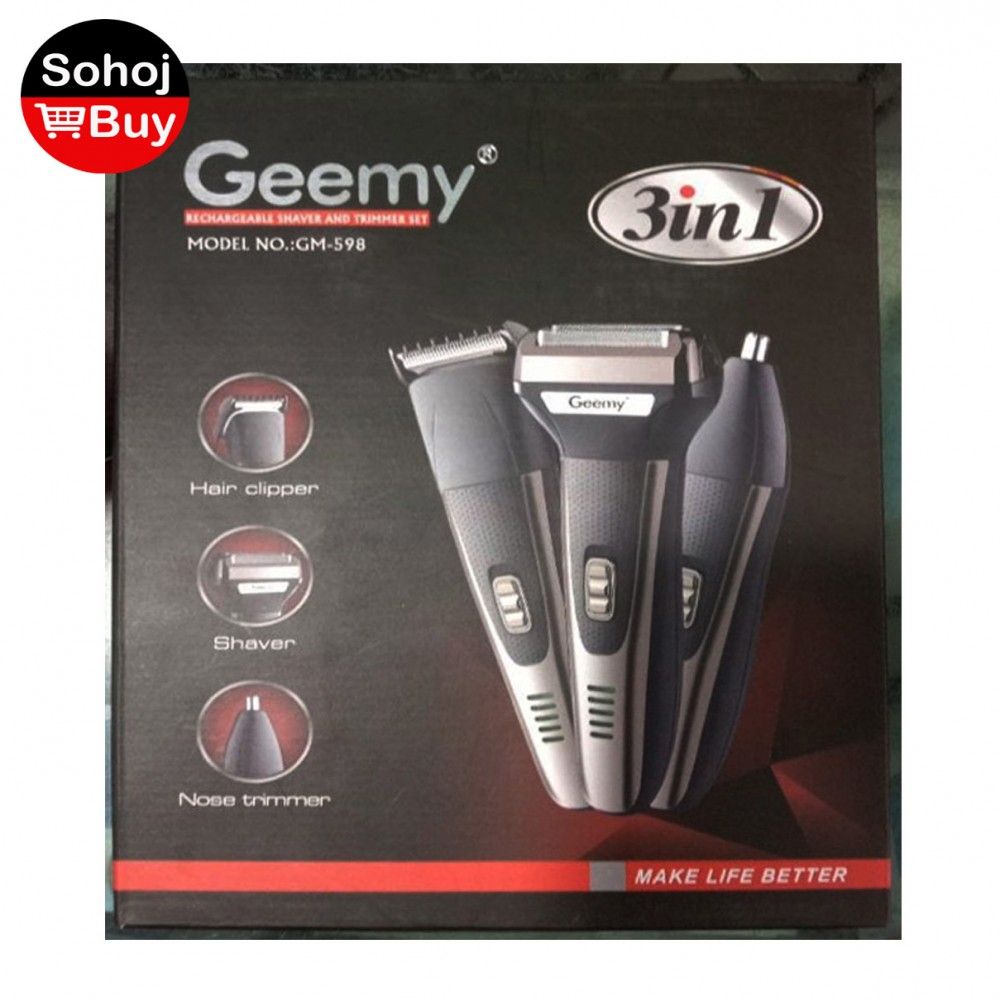 Sohoj
Buy
Geemy®
RECHARGEABLE SHAVER AND TRIMMER SET
MODEL NO.:GM-598
3in1
Geemy
Hair clipper
Geemy
Shaver
Nose trimmer
MAKE LIFE BETTER